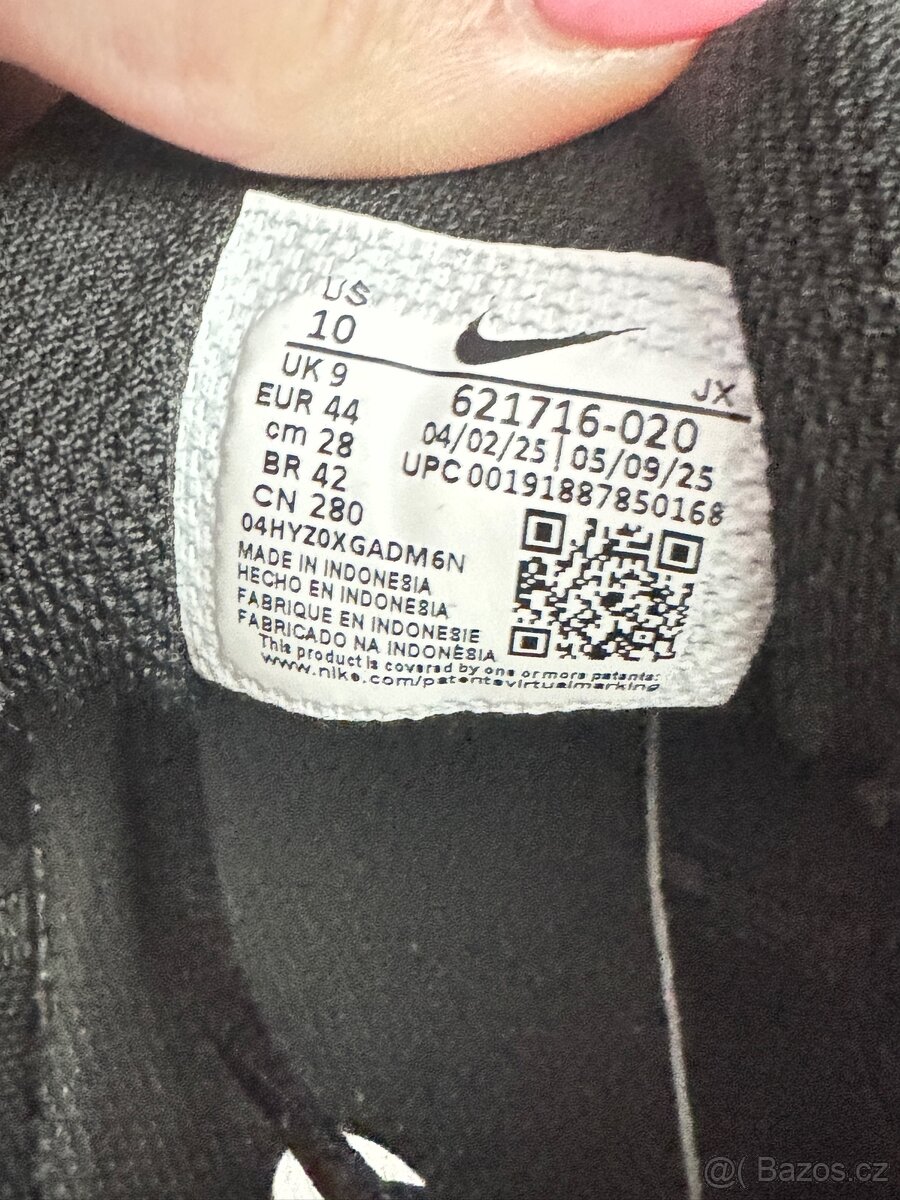 US
10
UK 9
EUR 44
cm 28
BR 42
CN 280
JX
621716-020
04/02/25 | 05/09/25
UPC 00191887850168
04HYZ0XGADM6N
MADE IN INDONESIA
HECHO EN INDONESIA
FABRIQUE EN INDONESIE
FABRICADO NA INDONÉSIA
This product is covered by one or more patents:
www.nike.com/patentsvirtualmarking
@( Bazos.cz